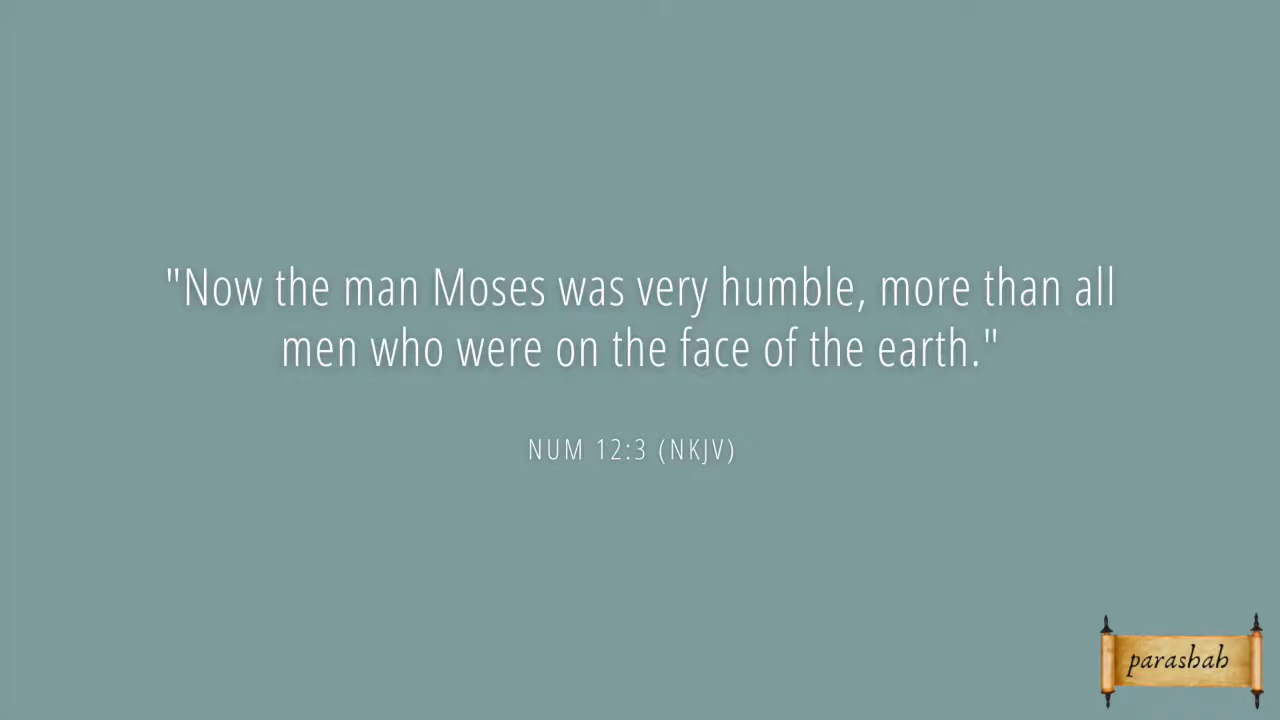 "Now the man Moses was very humble, more than all
men who were on the face of the earth."
NUM 12:3 (NKJV)
parashah